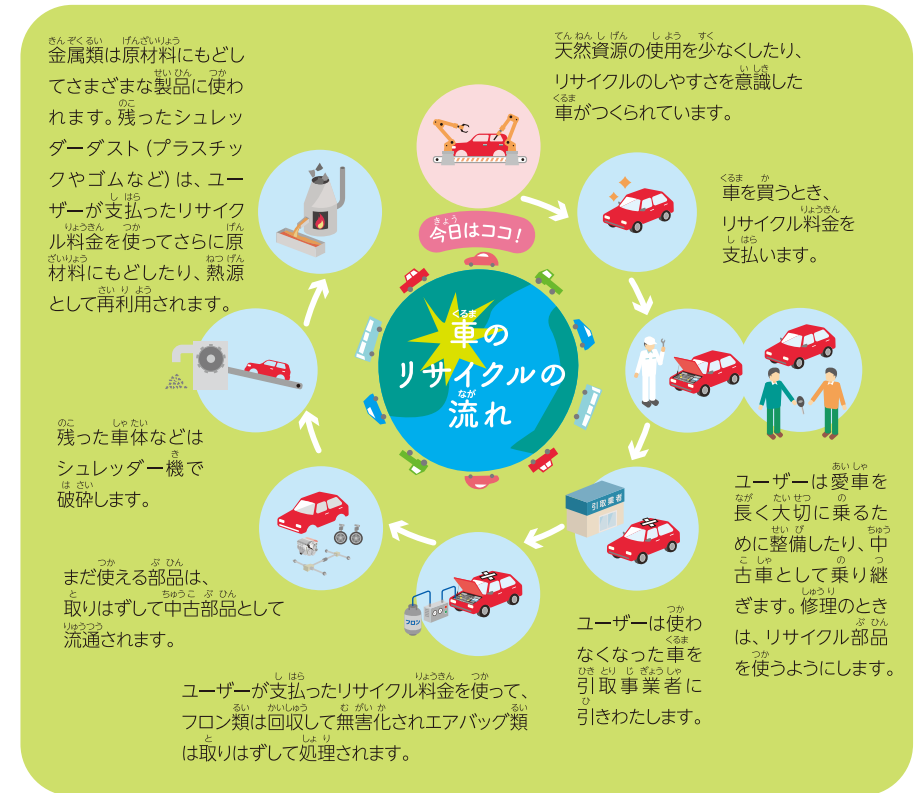 天然資源の使用を少なくしたり、
リサイクルのしやすさを意識した
車がつくられています。
今日はココ!
車を買うとき、
リサイクル料金を
支払います。
ユーザーは愛車を
長く大切に乗るた
めに整備したり、中
古車として乗り継
ぎます。修理のとき
は、リサイクル部品
を使うようにします。
引取業者
ユーザーは使わ
なくなった車を
引取事業者に
引きわたします。
フロン
ユーザーが支払ったリサイクル料金を使って、
フロン類は回収して無害化されエアバッグ類
は取りはずして処理されます。
まだ使える部品は、
取りはずして中古部品として
流通されます。
残った車体などは
シュレッダー機で
破砕します。
金属類は原材料にもどし
てさまざまな製品に使わ
れます。残ったシュレッ
ダーダスト(プラスチッ
クやゴムなど)は、ユー
ザーが支払ったリサイク
ル料金を使ってさらに原
材料にもどしたり、熱源
として再利用されます。
車の
リサイクルの
流れ